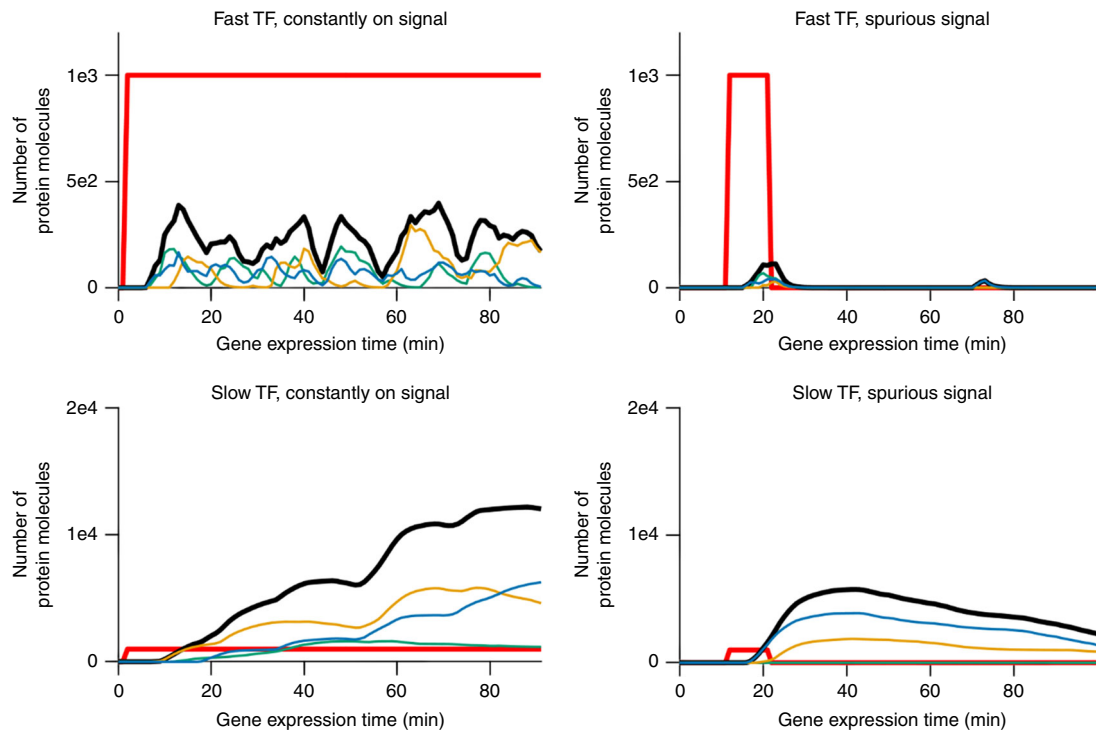 Fast TF, constantly on signal
Number of
protein molecules
1e3
5e2
0
0 20 40 60 80
Gene expression time (min)
Fast TF, spurious signal
Number of
protein molecules
1e3
5e2
0
0 20 40 60 80
Gene expression time (min)
Slow TF, constantly on signal
Number of
protein molecules
2e4
1e4
0
0 20 40 60 80
Gene expression time (min)
Slow TF, spurious signal
Number of
protein molecules
2e4
1e4
0
0 20 40 60 80
Gene expression time (min)